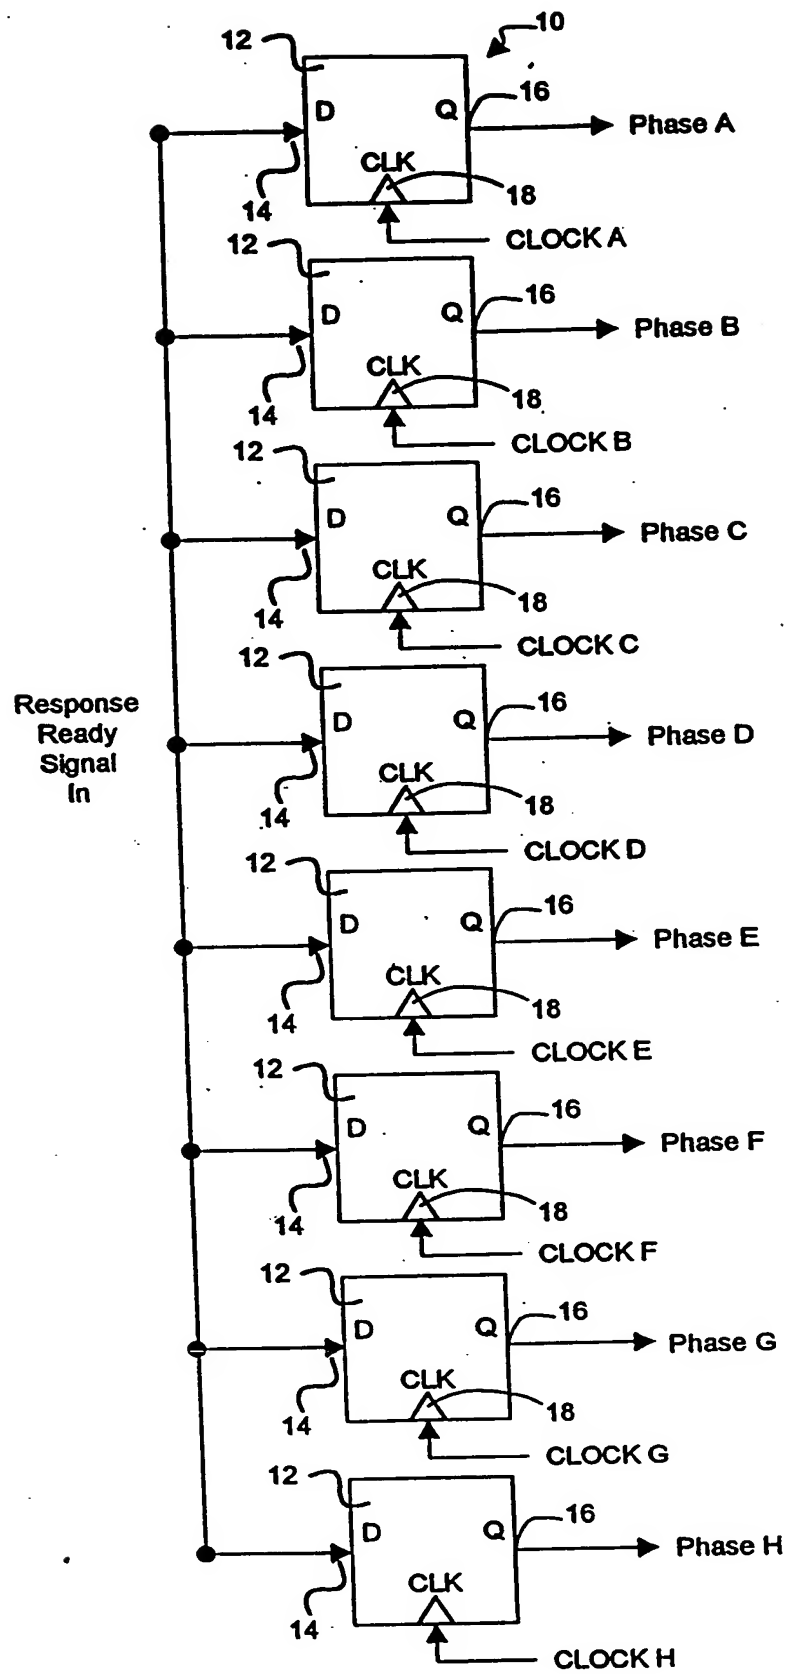 10
12
D
Q
16
Phase A
CLK
14
18
CLOCK A
12
D
Q
16
Phase B
CLK
14
18
CLOCK B
12
D
Q
16
Phase C
CLK
14
18
CLOCK C
Response
Ready
Signal
In
12
D
Q
16
Phase D
CLK
14
18
CLOCK D
12
D
Q
16
Phase E
CLK
14
18
CLOCK E
12
D
Q
16
Phase F
CLK
14
18
CLOCK F
12
D
Q
16
Phase G
CLK
14
18
CLOCK G
12
D
Q
16
Phase H
CLK
14
CLOCK H